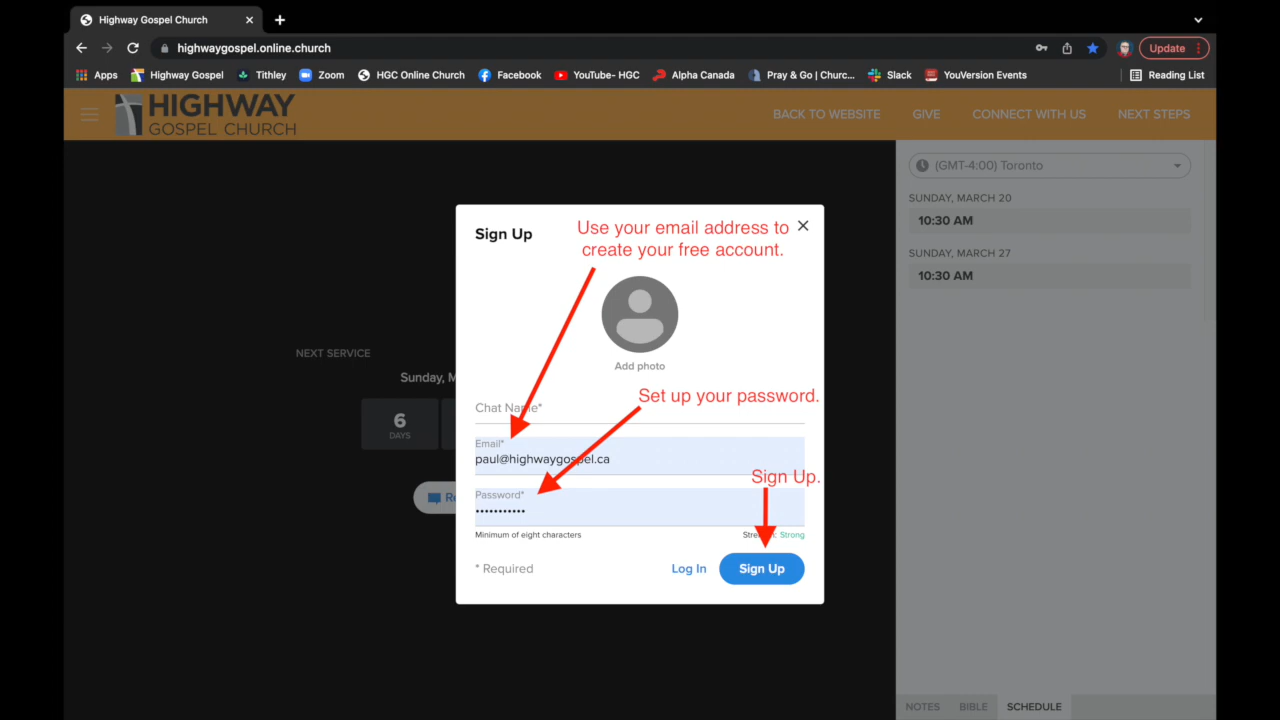 Highway Gospel Church
highwaygospel.online.church
Update
Apps
Highway Gospel
Tithley
Zoom
HGC Online Church
Facebook
YouTube- HGC
Alpha Canada
Pray & Go | Churc...
Slack
YouVersion Events
Reading List
HIGHWAY
GOSPEL CHURCH
BACK TO WEBSITE
GIVE
CONNECT WITH US
NEXT STEPS
(GMT-4:00) Toronto
SUNDAY, MARCH 20
10:30 AM
SUNDAY, MARCH 27
10:30 AM
NEXT SERVICE
Sunday, M
6
DAYS
Re
Sign Up
Use your email address to
create your free account.
Add photo
Set up your password.
Chat Name*
Email*
paul@highwaygospel.ca
Sign Up.
Password*
•••••••••••
Minimum of eight characters
Strength: Strong
* Required
Log In
Sign Up
NOTES
BIBLE
SCHEDULE